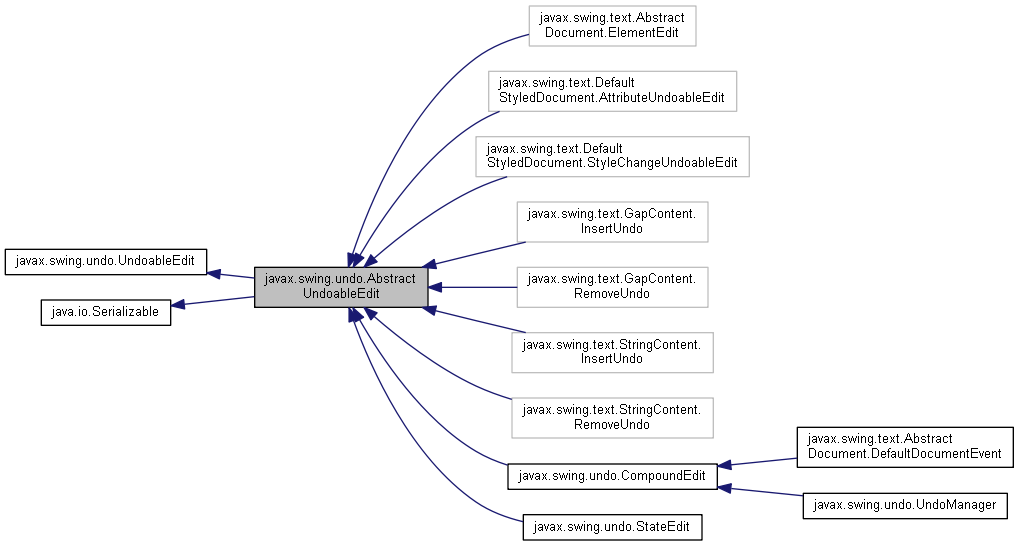 javax.swing.text.Abstract
Document.ElementEdit
javax.swing.text.Default
StyledDocument.AttributeUndoableEdit
javax.swing.text.Default
StyledDocument.StyleChangeUndoableEdit
javax.swing.text.GapContent.
InsertUndo
javax.swing.undo.UndoableEdit
javax.swing.undo.Abstract
UndoableEdit
javax.swing.text.GapContent.
RemoveUndo
java.io.Serializable
javax.swing.text.StringContent.
InsertUndo
javax.swing.text.StringContent.
RemoveUndo
javax.swing.text.Abstract
Document.DefaultDocumentEvent
javax.swing.undo.CompoundEdit
javax.swing.undo.UndoManager
javax.swing.undo.StateEdit